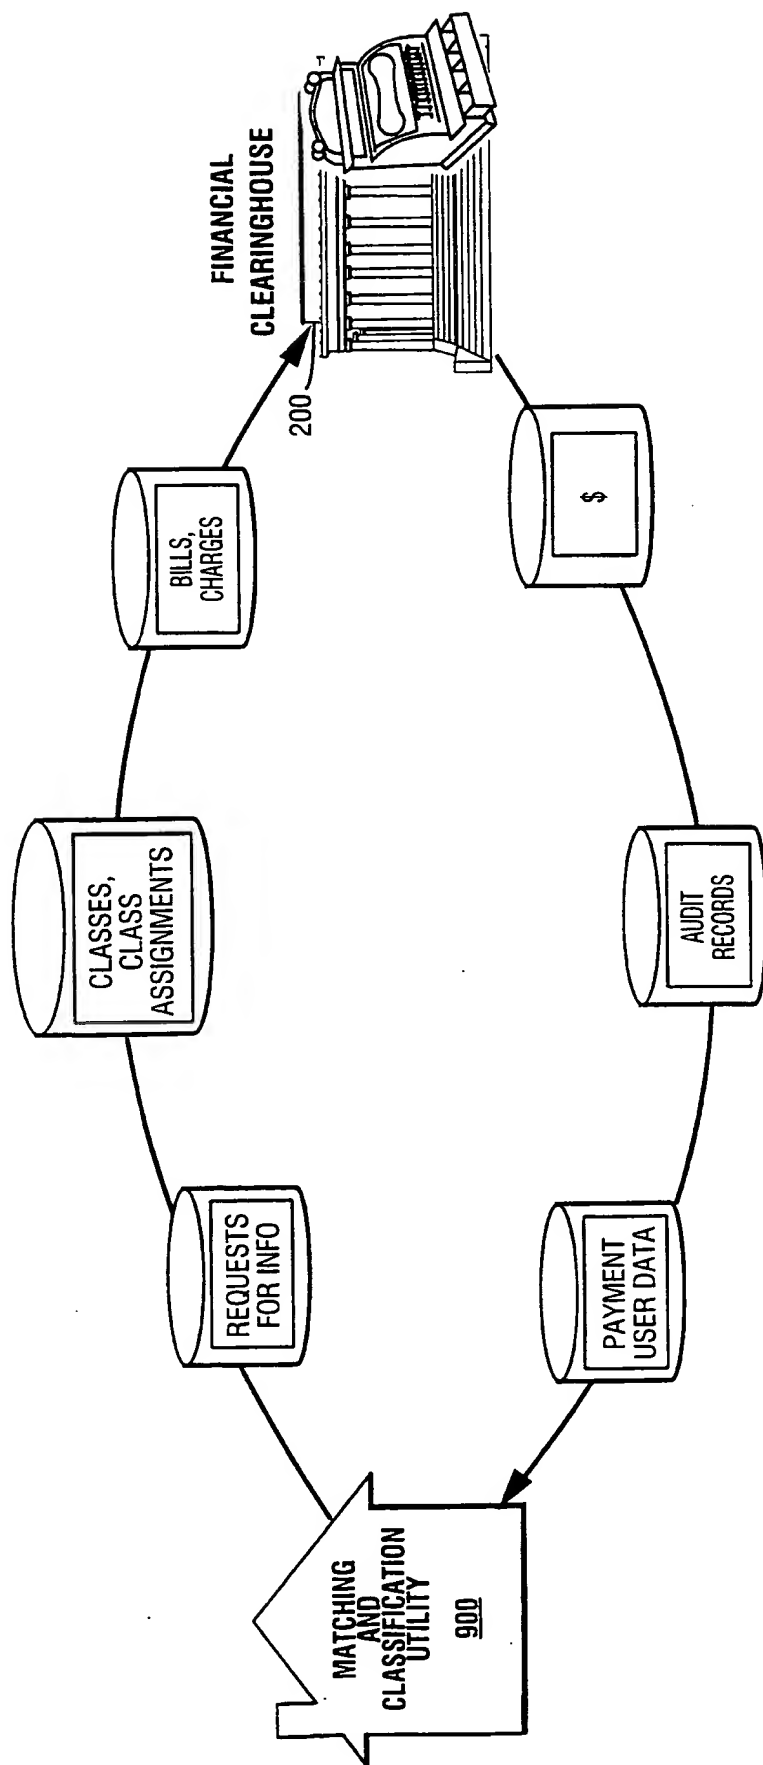 FINANCIAL
CLEARINGHOUSE
200
BILLS,
CHARGES
CLASSES,
CLASS
ASSIGNMENTS
REQUESTS
FOR INFO
MATCHING
AND
CLASSIFICATION
UTILITY
900
PAYMENT
USER DATA
AUDIT
RECORDS
$